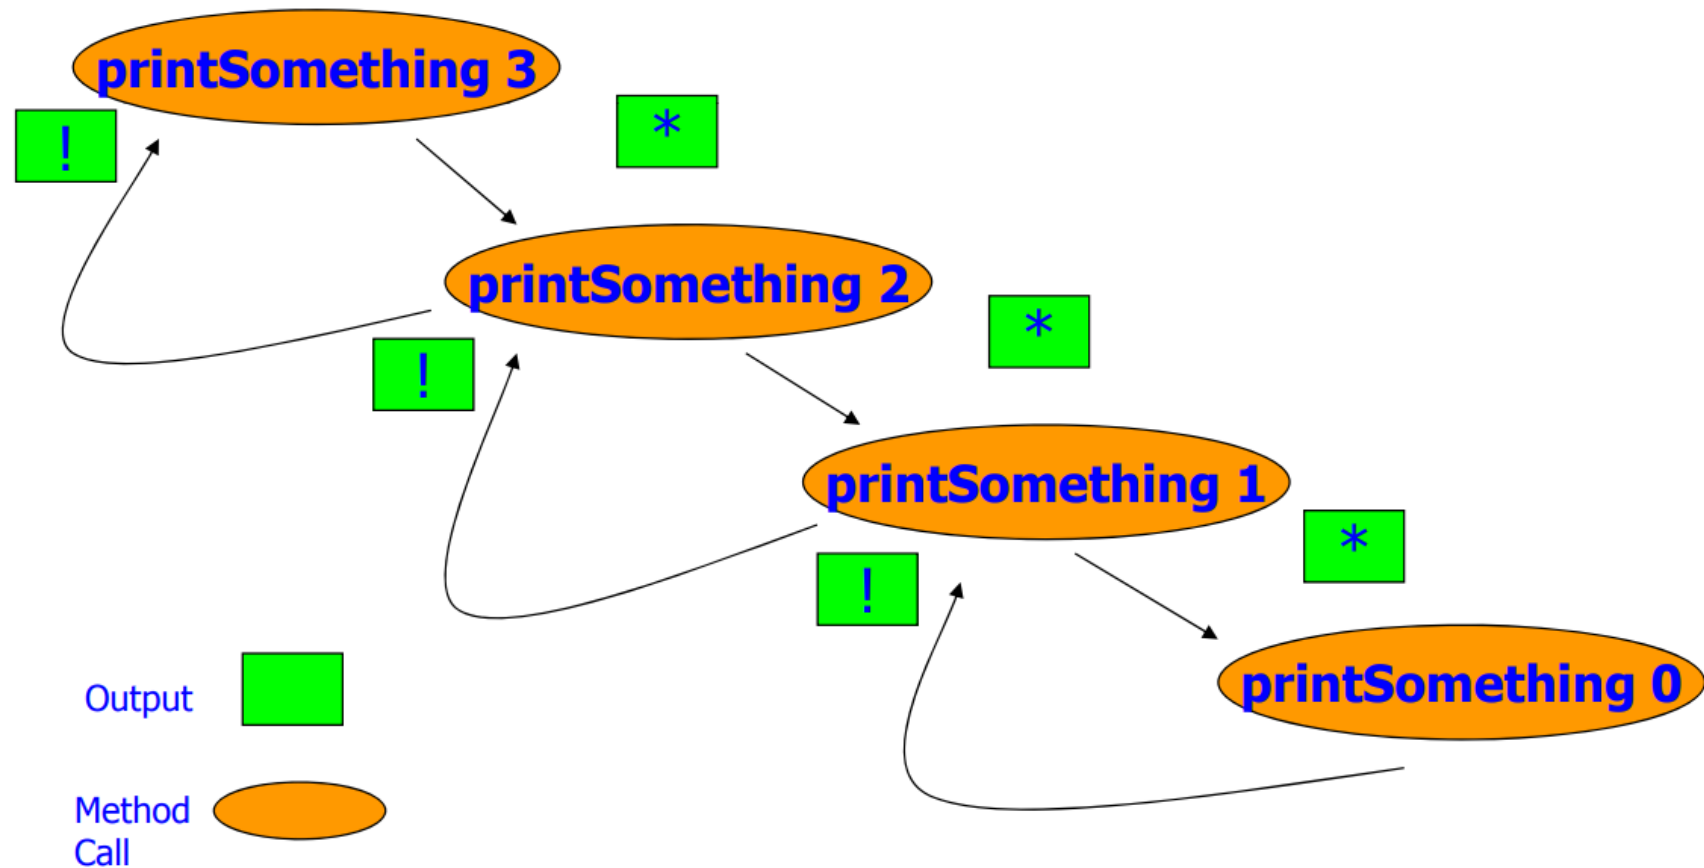 printSomething 3
!
*
printSomething 2
*
!
printSomething 1
*
!
printSomething 0
Output
Method
Call